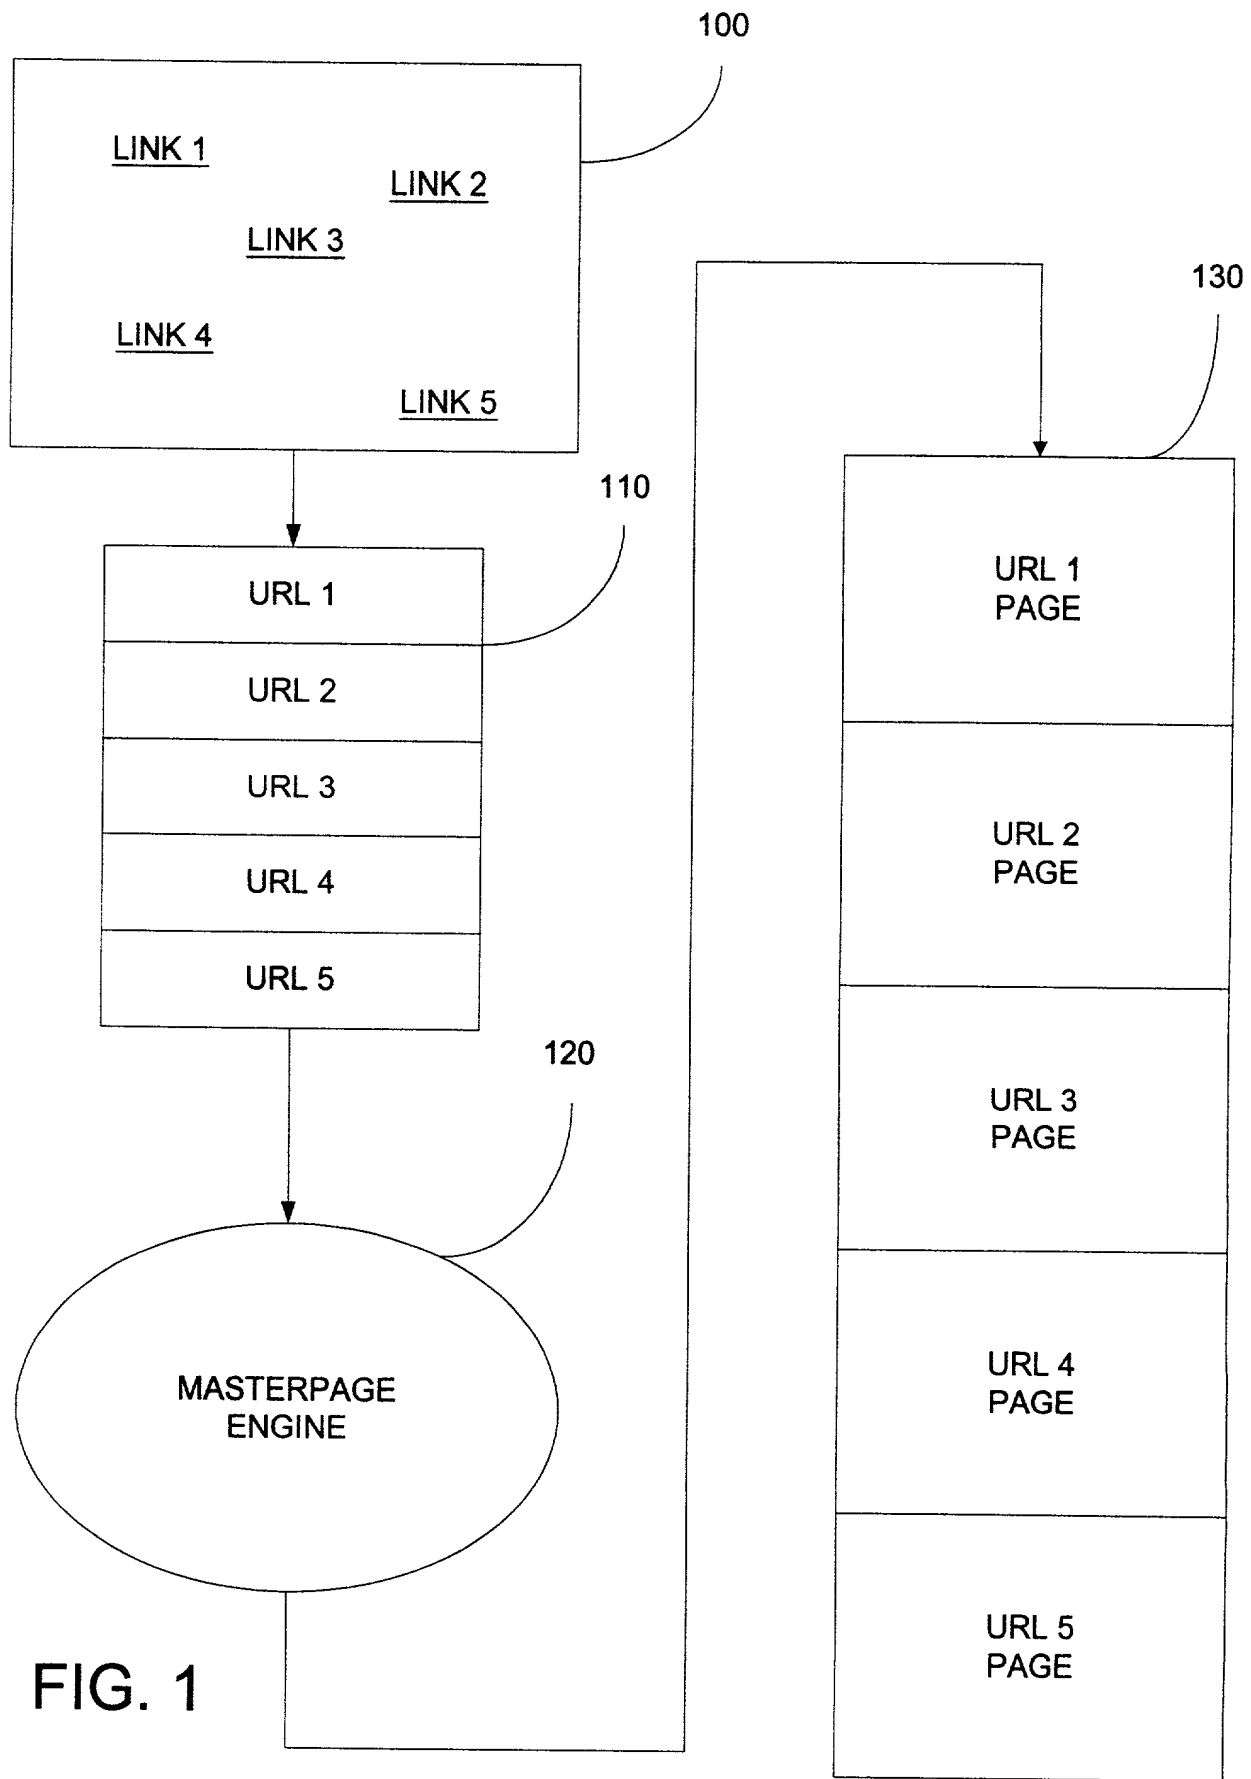 100
LINK 1
LINK 2
LINK 3
LINK 4
LINK 5
110
URL 1
URL 2
URL 3
URL 4
URL 5
120
MASTERPAGE
ENGINE
130
URL 1
PAGE
URL 2
PAGE
URL 3
PAGE
URL 4
PAGE
URL 5
PAGE
FIG. 1